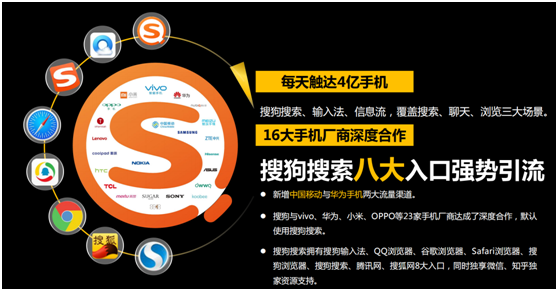 每天触达4亿手机
搜狗搜索、输入法、信息流，覆盖搜索、聊天、浏览三大场景。
16大手机厂商深度合作
搜狗搜索八大入口强势引流
新增中国移动与华为手机两大流量渠道。
搜狗与vivo、华为、小米、OPPO等23家手机厂商达成了深度合作，默认
使用搜狗搜索。
搜狗搜索拥有搜狗输入法、QQ浏览器、谷歌浏览器、Safari浏览器、搜
狗浏览器、搜狗搜索、腾讯网、搜狐网8大入口，同时独享微信、知乎独
家资源支持。
vivo
小米
华为
oppo
中国移动
Lenovo
SAMSUNG
coolpad
Hisense
NOKIA
hTC
ASUS
TCL
SUGAR
SONY
搜狐